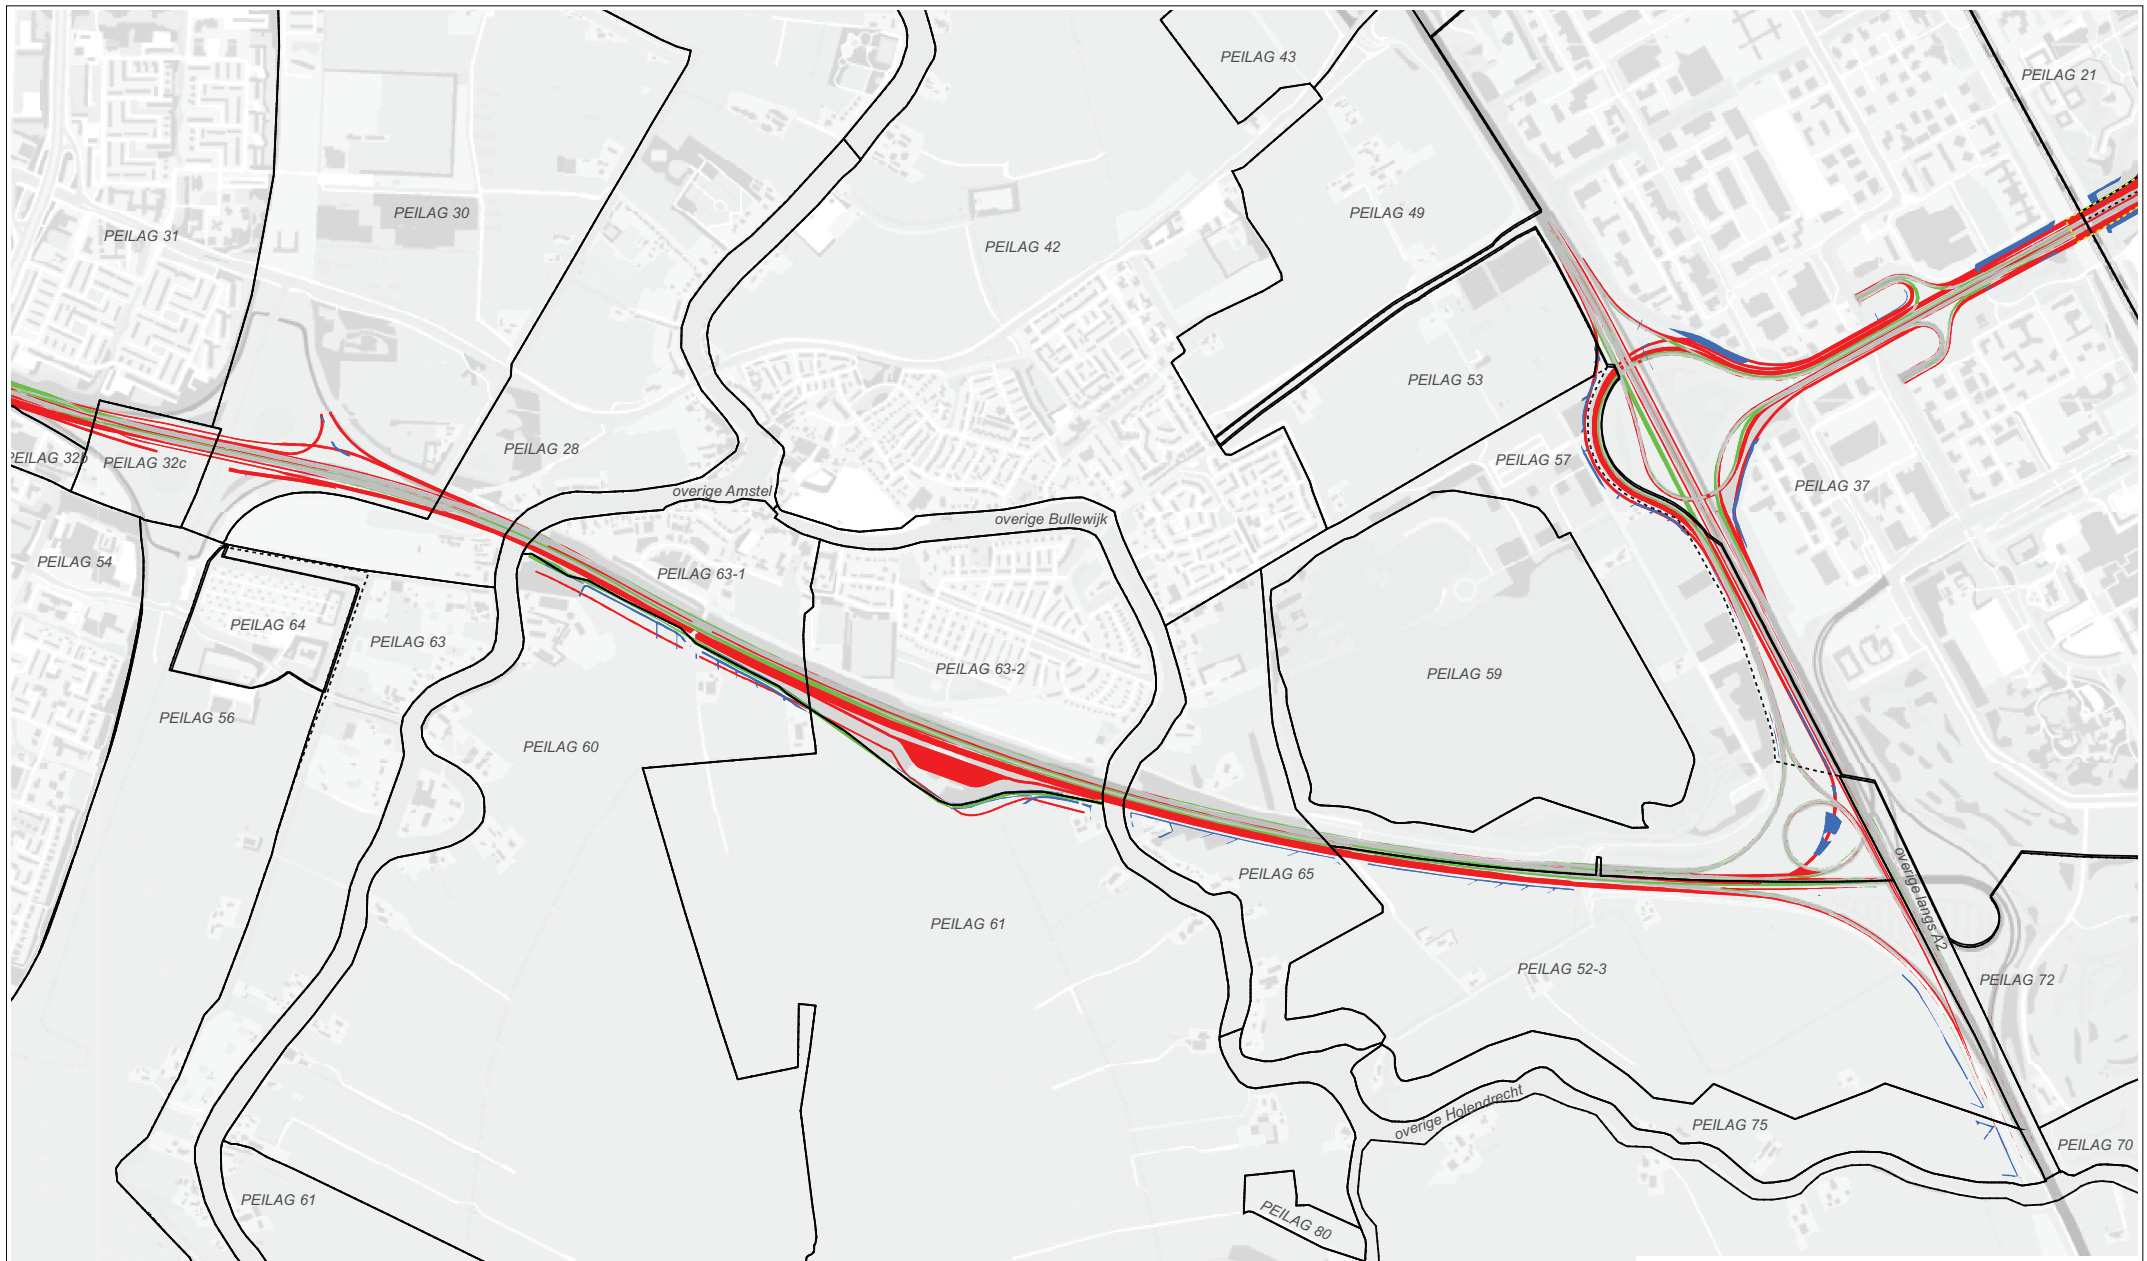 PEILAG 43
PEILAG 21
PEILAG 31
PEILAG 30
PEILAG 49
PEILAG 42
PEILAG 53
PEILAG 28
PEILAG 32b
PEILAG 32c
PEILAG 57
PEILAG 37
overige Amstel
overige Bullewijk
PEILAG 54
PEILAG 63-1
PEILAG 64
PEILAG 63
PEILAG 63-2
PEILAG 59
PEILAG 56
PEILAG 60
PEILAG 65
overige langs A2
PEILAG 61
PEILAG 52-3
PEILAG 72
overige Holendrecht
PEILAG 75
PEILAG 70
PEILAG 61
PEILAG 80